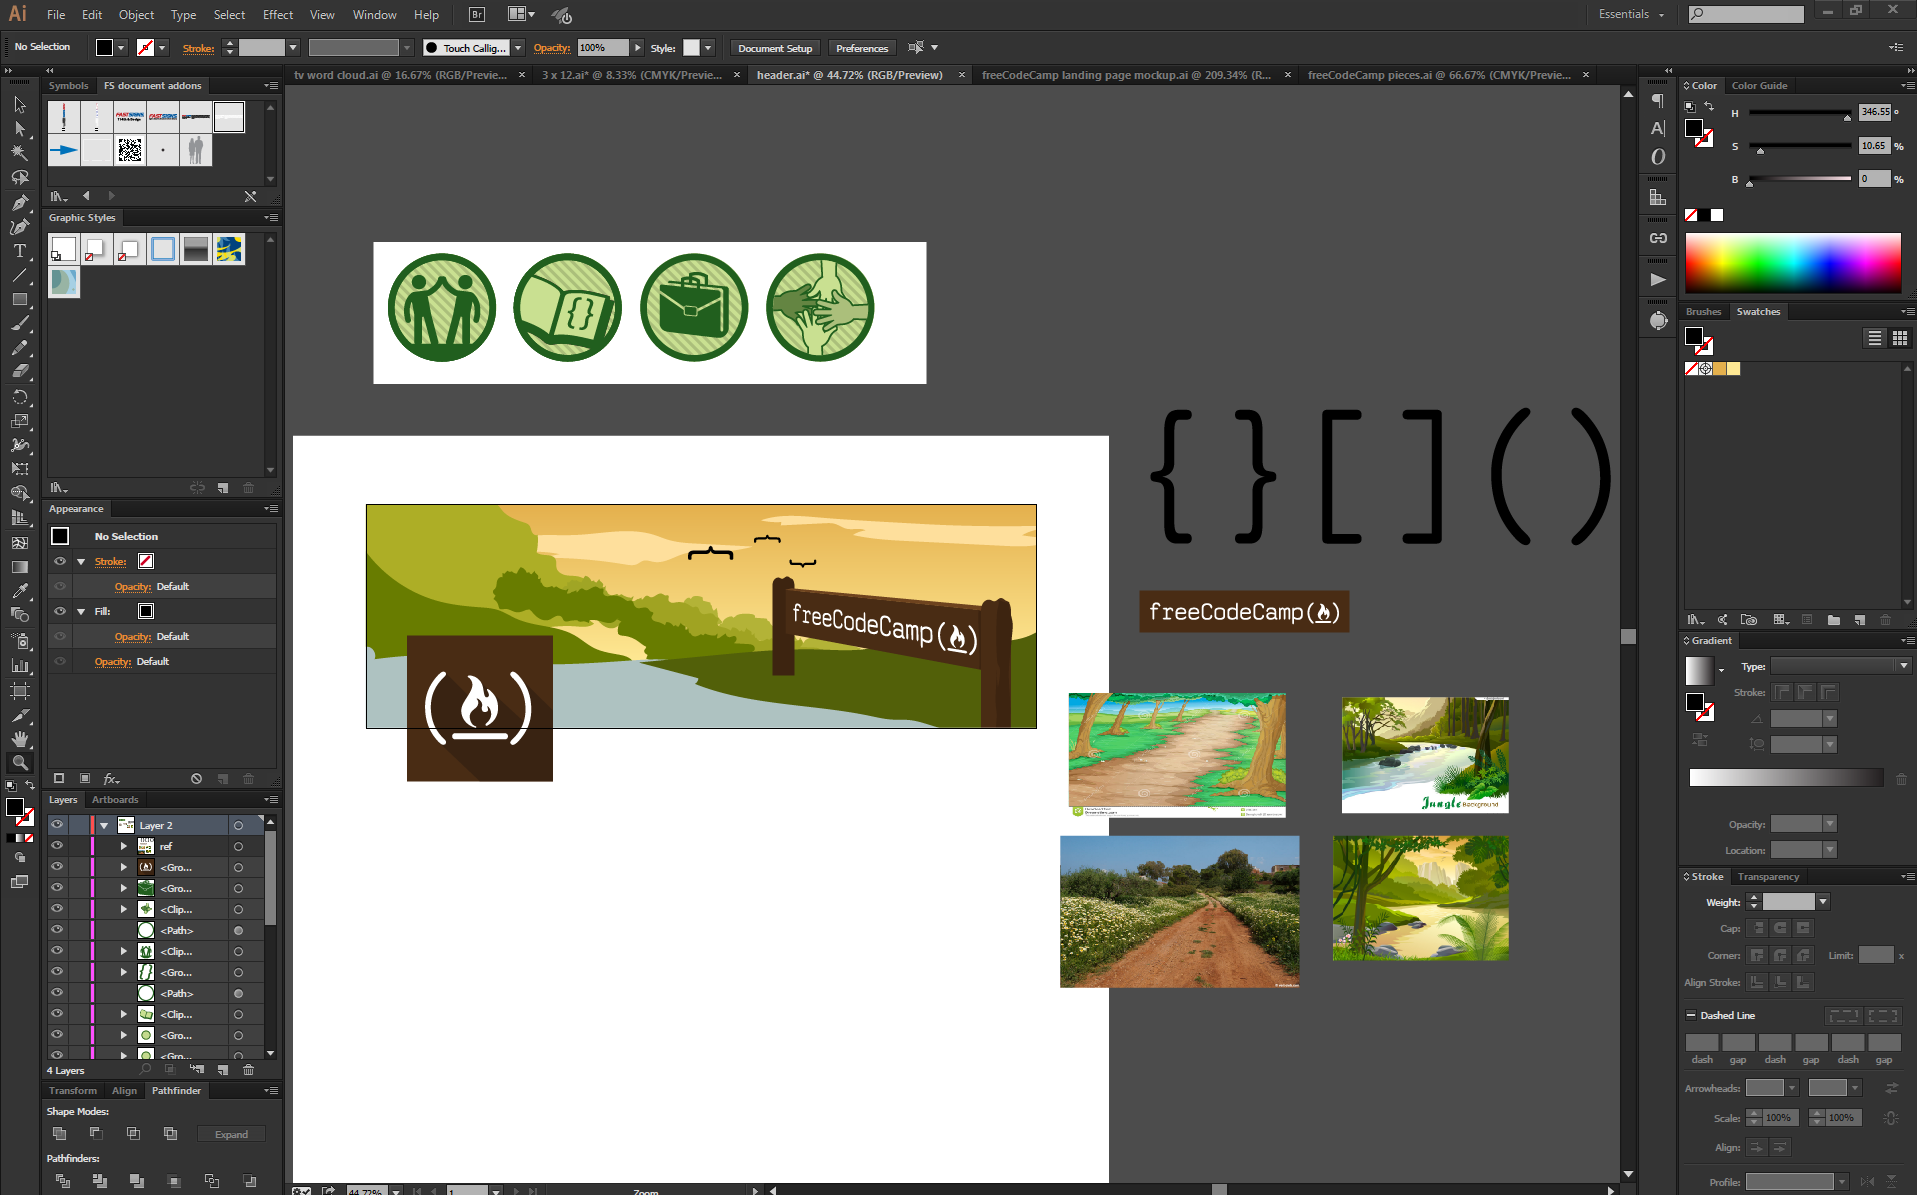 Ai File Edit Object Type Select Effect View Window Help Br Essentials
No Selection Stroke: Touch Callig... Opacity: 100% Style: Document Setup Preferences
tv word cloud.ai @ 16.67% (RGB/Previe... × 3 x 12.ai* @ 8.33% (CMYK/Previe... × header.ai* @ 44.72% (RGB/Preview) × freeCodeCamp landing page mockup.ai @ 209.34% (R... × freeCodeCamp pieces.ai @ 66.67% (CMYK/Previe... ×
Symbols FS document addons
FASTSIGNS FASTSIGNS
Graphic Styles
Appearance
No Selection
Stroke:
Opacity: Default
Fill:
Opacity: Default
Opacity: Default
fx
Layers Artboards
Layer 2
ref
<Gro...
<Gro...
<Clip...
<Path>
<Clip...
<Gro...
<Path>
<Clip...
<Gro...
<Gro...
4 Layers
Transform Align Pathfinder
Shape Modes:
Expand
Pathfinders:
{ }
{ } [ ] ( )
freeCodeCamp( )
( )
freeCodeCamp( )
Jungle Background
44.72% 1 Zoom
Color Color Guide
H 346.55 °
S 10.65 %
B 0 %
Brushes Swatches
Gradient
Type:
Stroke:
Opacity:
Location:
Stroke Transparency
Weight:
Cap:
Corner: Limit: x
Align Stroke:
Dashed Line
dash gap dash gap dash gap
Arrowheads:
Scale: 100% 100%
Align:
Profile: